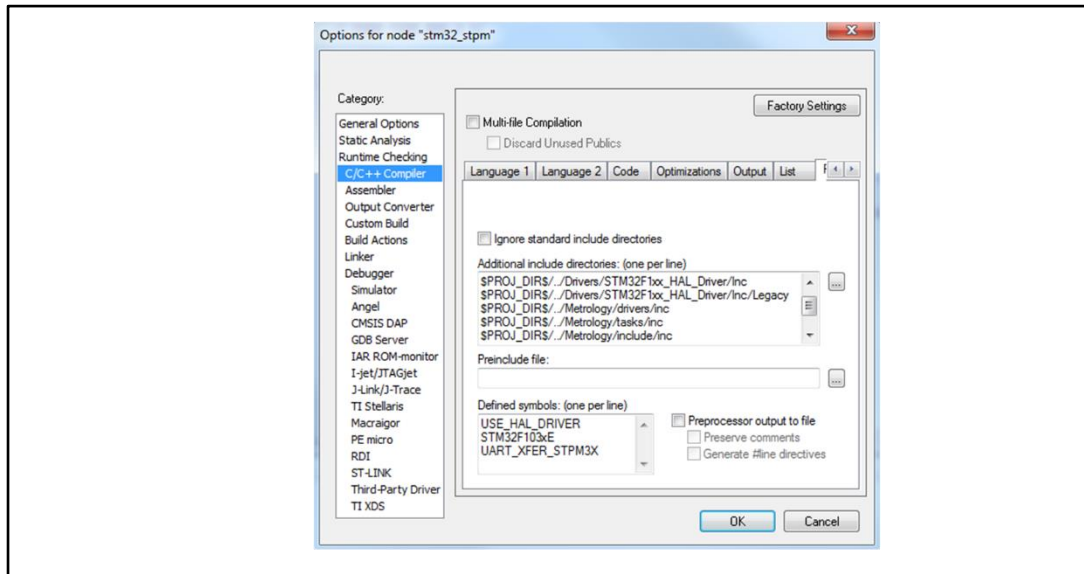 Options for node "stm32_stpm"
Category:
General Options
Static Analysis
Runtime Checking
C/C++ Compiler
Assembler
Output Converter
Custom Build
Build Actions
Linker
Debugger
Simulator
Angel
CMSIS DAP
GDB Server
IAR ROM-monitor
I-jet/JTAGjet
J-Link/J-Trace
TI Stellaris
Macraigor
PE micro
RDI
ST-LINK
Third-Party Driver
TI XDS
Factory Settings
Multi-file Compilation
Discard Unused Publics
Language 1 Language 2 Code Optimizations Output List
Ignore standard include directories
Additional include directories: (one per line)
$PROJ_DIR$/../Drivers/STM32F1xx_HAL_Driver/Inc
$PROJ_DIR$/../Drivers/STM32F1xx_HAL_Driver/Inc/Legacy
$PROJ_DIR$/../Metrology/drivers/inc
$PROJ_DIR$/../Metrology/tasks/inc
$PROJ_DIR$/../Metrology/include/inc
...
Preinclude file:
...
Defined symbols: (one per line)
USE_HAL_DRIVER
STM32F103xE
UART_XFER_STPM3X
Preprocessor output to file
Preserve comments
Generate #line directives
OK Cancel